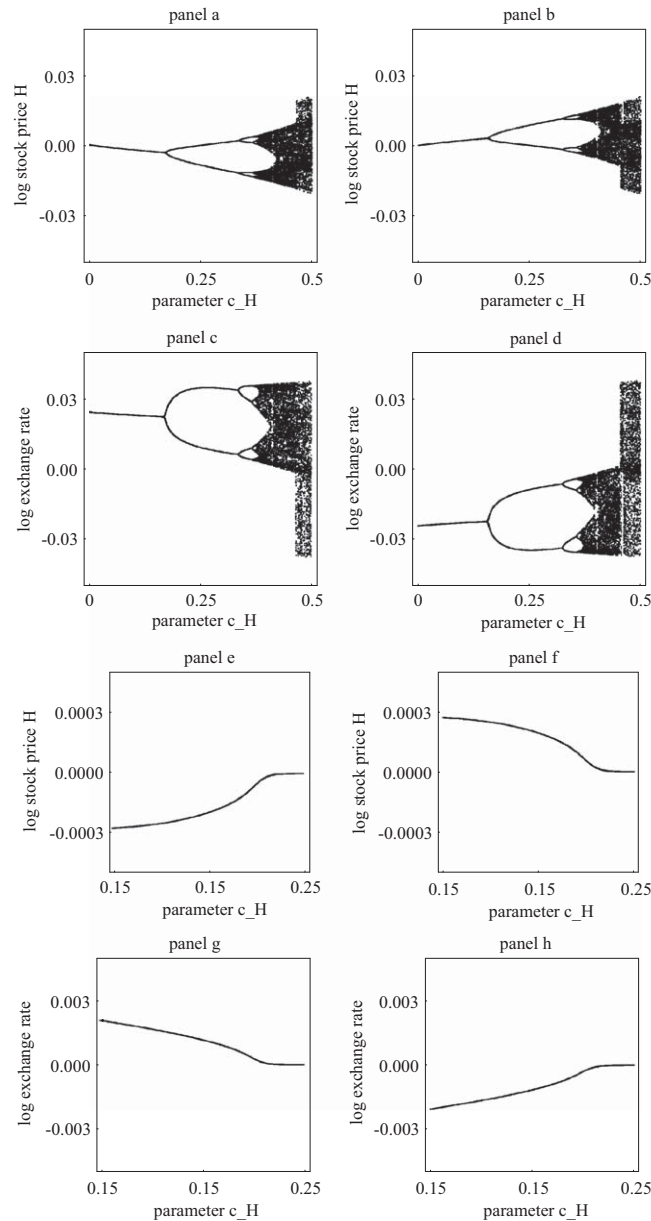 panel a
log stock price H
0.03
0.00
-0.03
0
0.25
0.5
parameter c_H
panel b
log stock price H
0.03
0.00
-0.03
0
0.25
0.5
parameter c_H
panel c
log exchange rate
0.03
0.00
-0.03
0
0.25
0.5
parameter c_H
panel d
log exchange rate
0.03
0.00
-0.03
0
0.25
0.5
parameter c_H
panel e
log stock price H
0.0003
0.0000
-0.0003
0.15
0.15
0.25
parameter c_H
panel f
log stock price H
0.0003
0.0000
-0.0003
0.15
0.15
0.25
parameter c_H
panel g
log exchange rate
0.003
0.000
-0.003
0.15
0.15
0.25
parameter c_H
panel h
log exchange rate
0.003
0.000
-0.003
0.15
0.15
0.25
parameter c_H